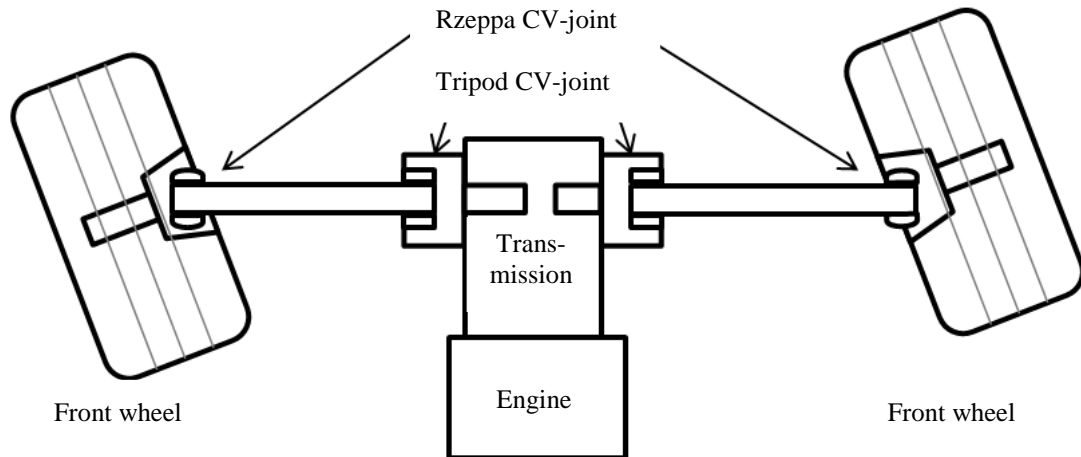 Rzeppa CV-joint
Tripod CV-joint
Trans-
mission
Engine
Front wheel
Front wheel